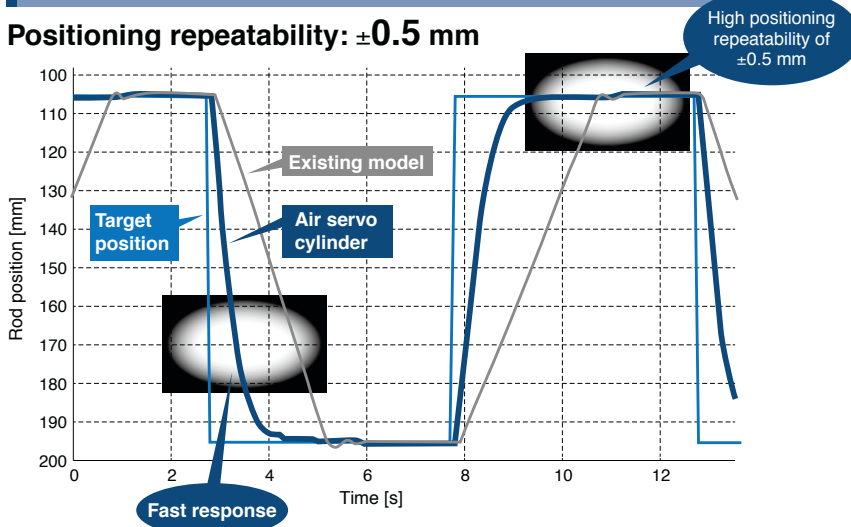 Positioning repeatability: ±0.5 mm
High positioning
repeatability of
±0.5 mm
100
110
120
130
140
150
160
170
180
190
200
Rod position [mm]
Existing model
Target
position
Air servo
cylinder
0
2
4
6
8
10
12
Time [s]
Fast response